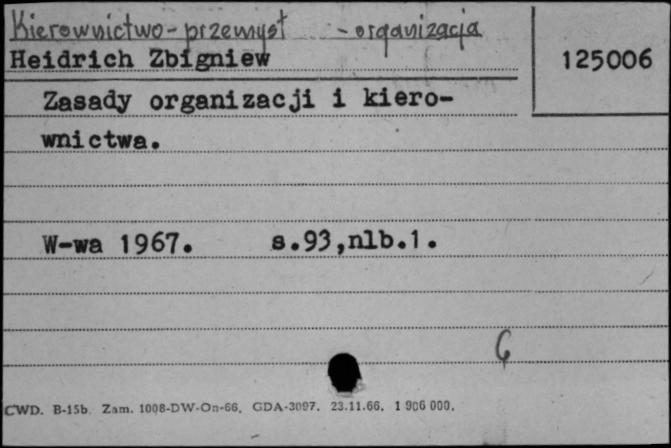 Kierownictwo-przemysł -organizacja
Heidrich Zbigniew
125006
Zasady organizacji i kiero-
wnictwa.
W-wa 1967. s.93,nlb.1.
CWD. B-15b. Zam. 1008-DW-On-66. GDA-3097. 23.11.66. 1 906 000.